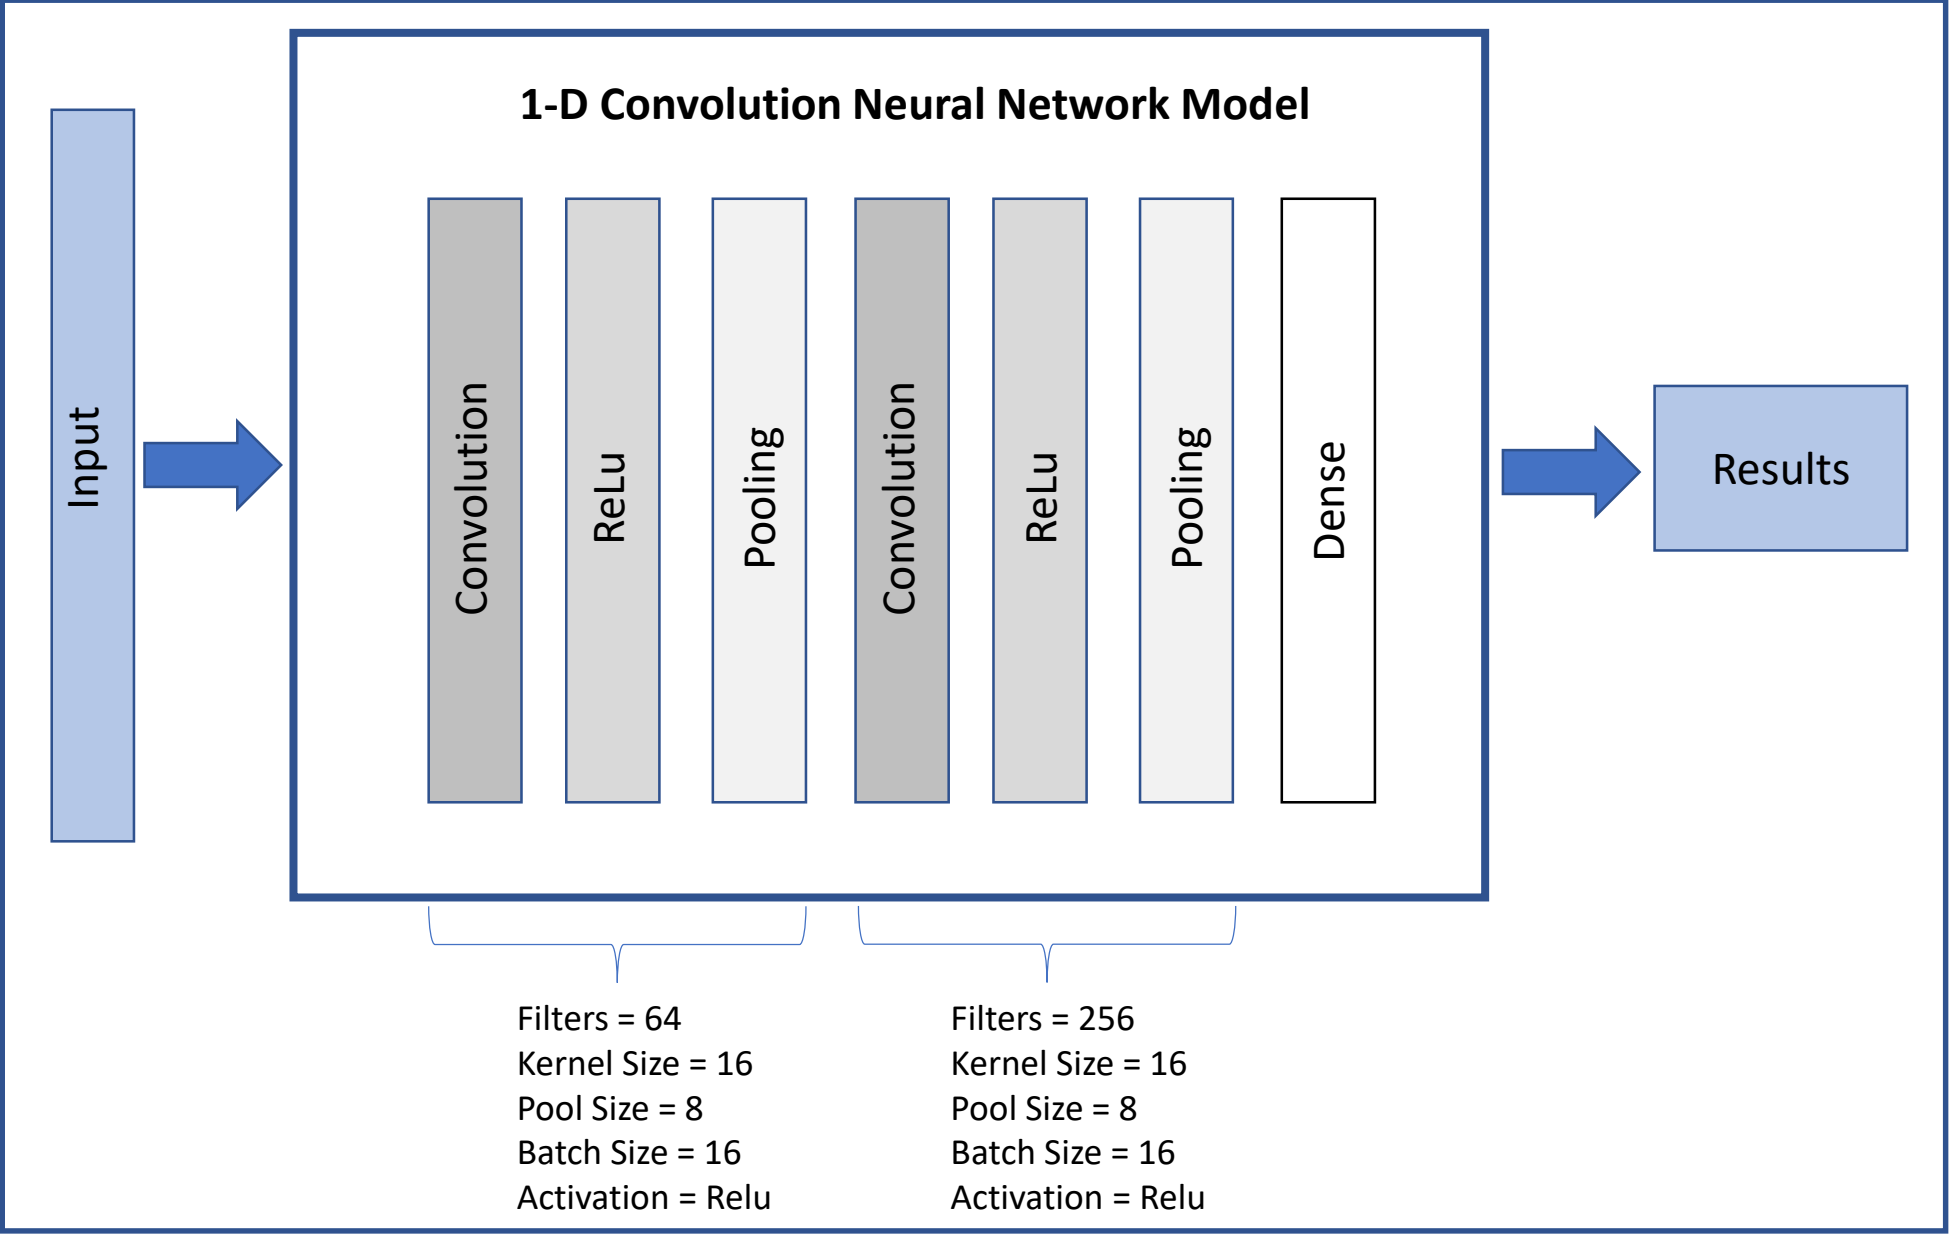 1-D Convolution Neural Network Model
Input
Convolution
ReLu
Pooling
Convolution
ReLu
Pooling
Dense
Results
Filters = 64
Kernel Size = 16
Pool Size = 8
Batch Size = 16
Activation = Relu
Filters = 256
Kernel Size = 16
Pool Size = 8
Batch Size = 16
Activation = Relu